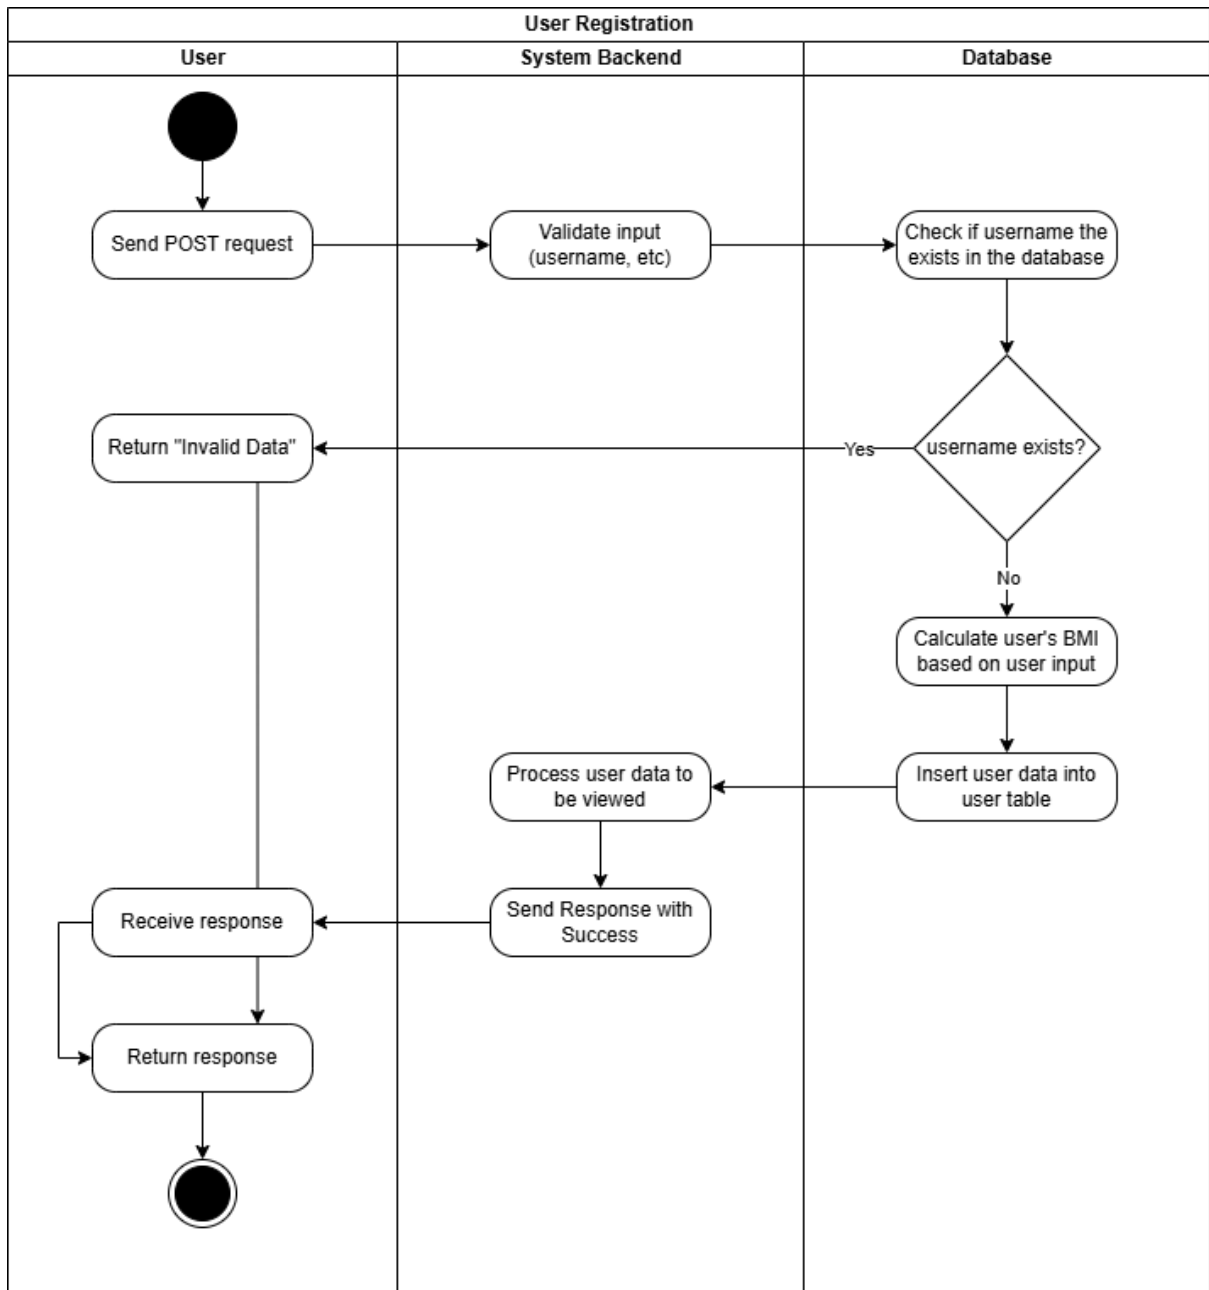 User Registration
User
System Backend
Database
Send POST request
Validate input
(username, etc)
Check if username the
exists in the database
Return "Invalid Data"
Yes
username exists?
No
Calculate user's BMI
based on user input
Process user data to
be viewed
Insert user data into
user table
Receive response
Send Response with
Success
Return response